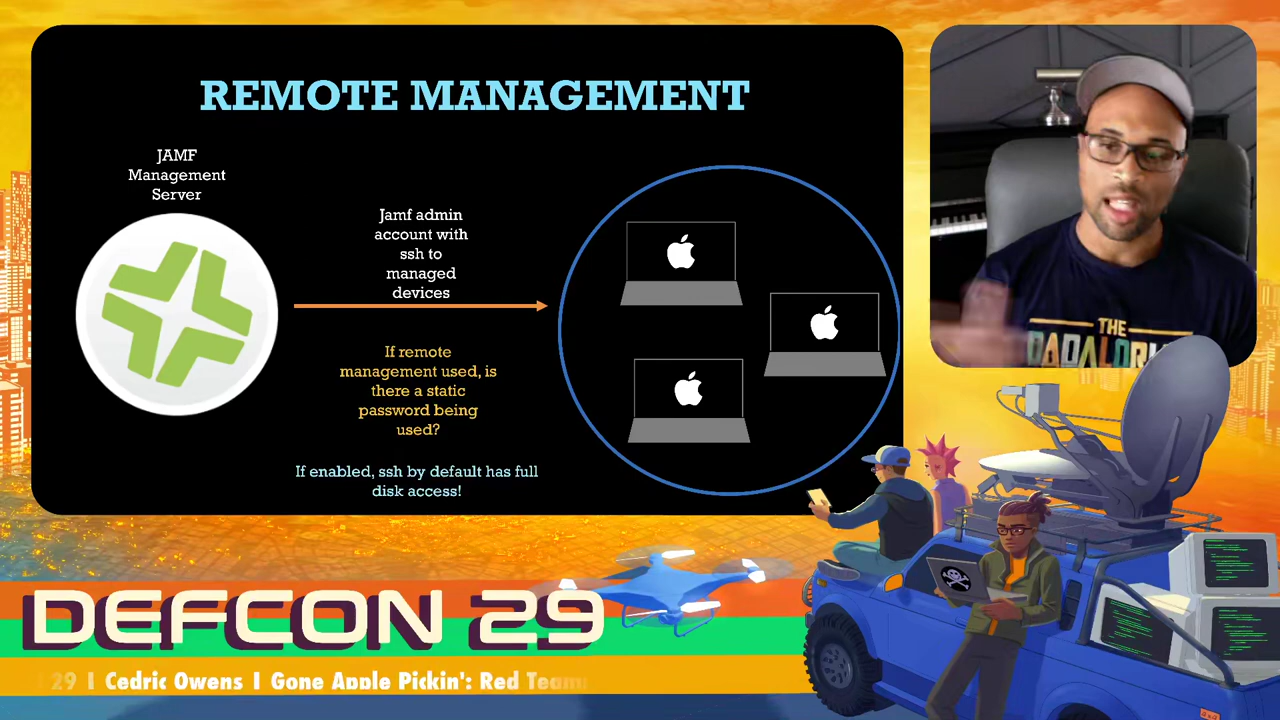 REMOTE MANAGEMENT
JAMF
Management
Server
Jamf admin
account with
ssh to
managed
devices
If remote
management used, is
there a static
password being
used?
If enabled, ssh by default has full
disk access!
THE
DEFCON 29
29 | Cedric Owens | Gone Apple Pickin': Red Team